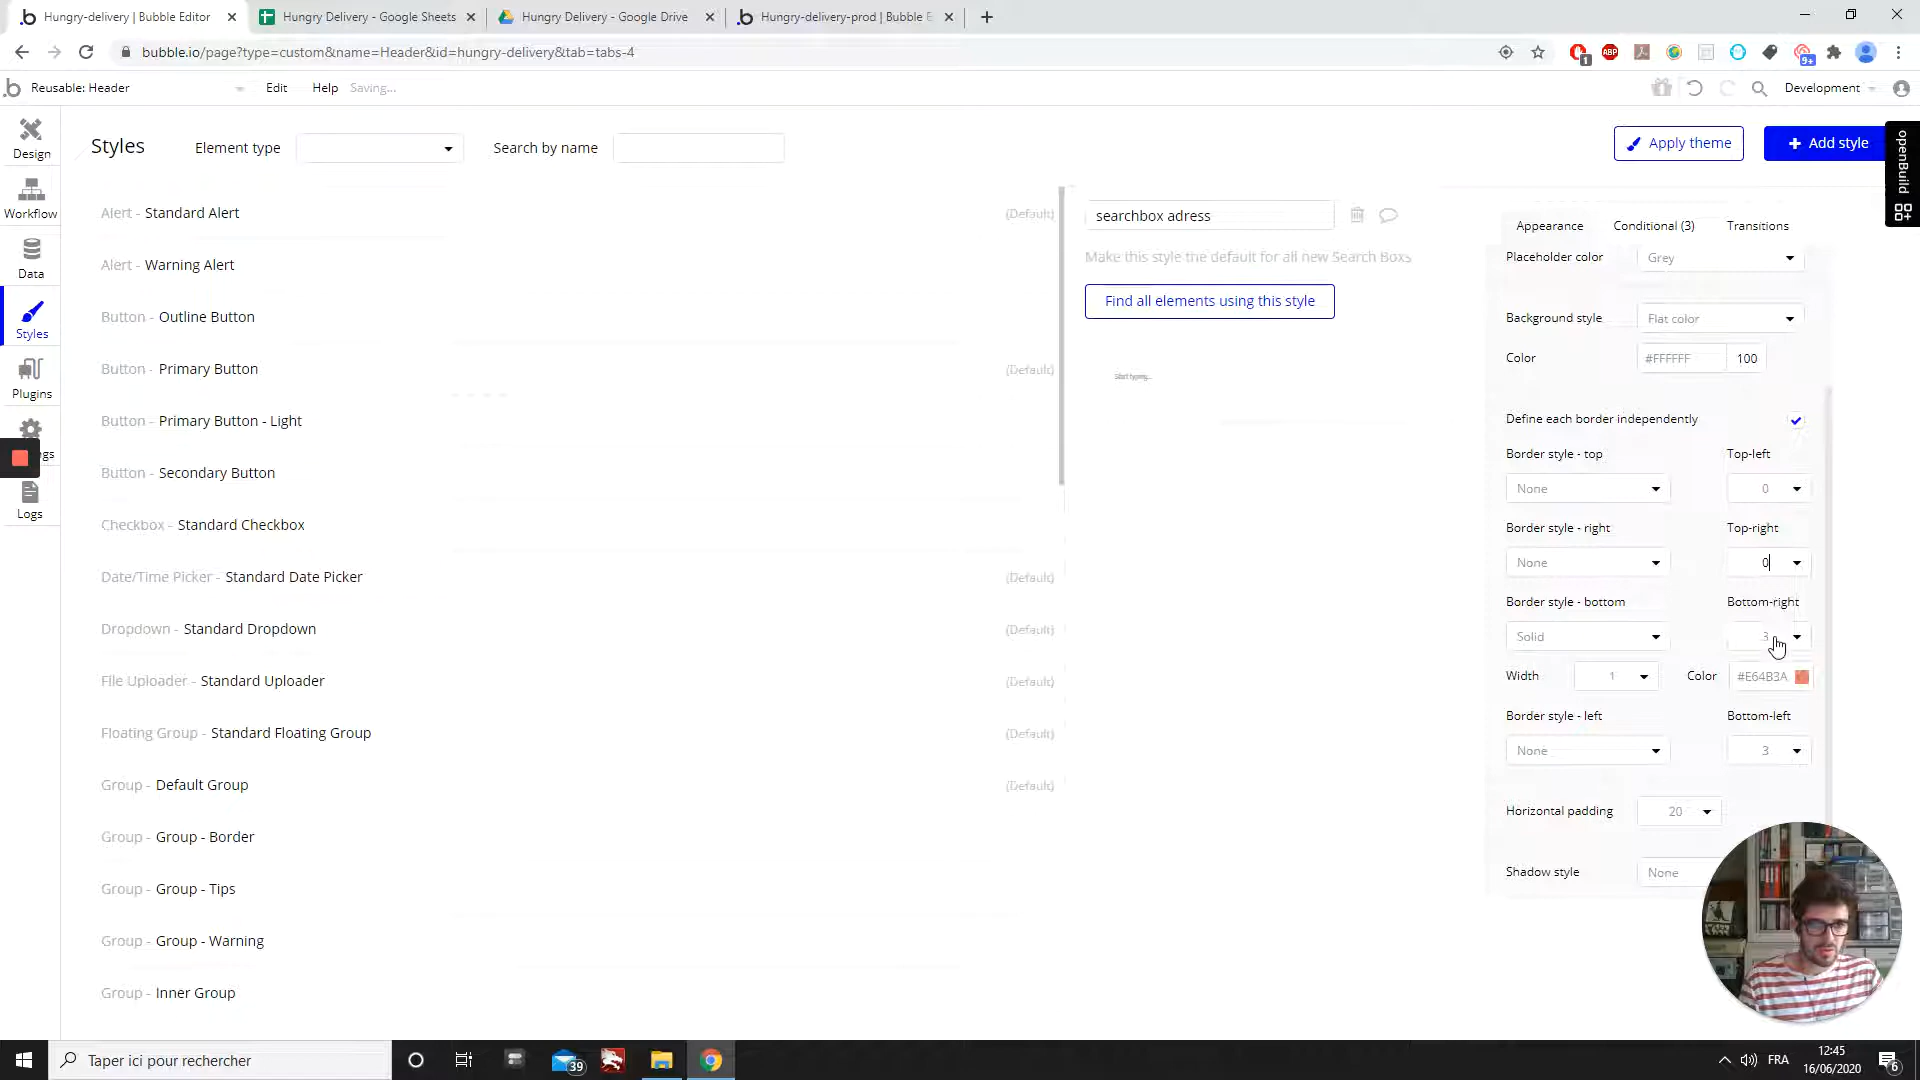 Hungry-delivery | Bubble Editor
Hungry Delivery - Google Sheets
Hungry Delivery - Google Drive
Hungry-delivery-prod | Bubble E
bubble.io/page?type=custom&name=Header&id=hungry-delivery&tab=tabs-4
1
ABP
9+
Reusable: Header
Edit
Help
Saving...
Development
Styles
Element type
Search by name
Apply theme
+ Add style
openBuild
Design
Workflow
Data
Styles
Plugins
gs
Logs
Alert - Standard Alert
(Default)
Alert - Warning Alert
Button - Outline Button
Button - Primary Button
(Default)
Button - Primary Button - Light
Button - Secondary Button
Checkbox - Standard Checkbox
Date/Time Picker - Standard Date Picker
(Default)
Dropdown - Standard Dropdown
(Default)
File Uploader - Standard Uploader
(Default)
Floating Group - Standard Floating Group
(Default)
Group - Default Group
(Default)
Group - Group - Border
Group - Group - Tips
Group - Group - Warning
Group - Inner Group
searchbox adress
Make this style the default for all new Search Boxs
Find all elements using this style
Start typing...
Appearance
Conditional (3)
Transitions
Placeholder color
Grey
Background style
Flat color
Color
#FFFFFF
100
Define each border independently
Border style - top
Top-left
None
0
Border style - right
Top-right
None
0
Border style - bottom
Bottom-right
Solid
3
Width
1
Color
#E64B3A
Border style - left
Bottom-left
None
3
Horizontal padding
20
Shadow style
None
Taper ici pour rechercher
39
FRA
12:45
16/06/2020
6